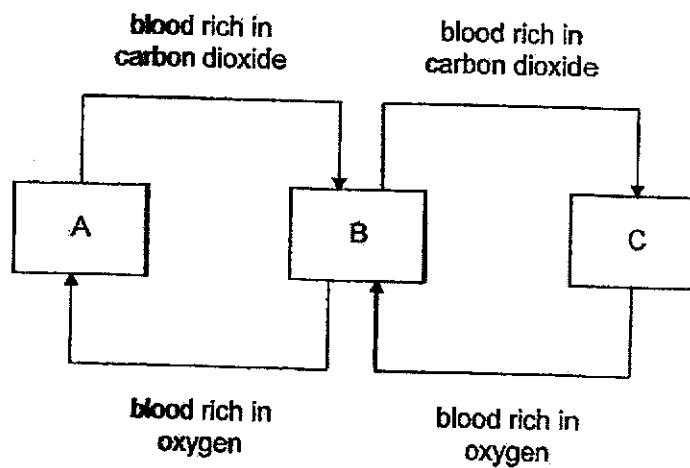 blood rich in
carbon dioxide
blood rich in
carbon dioxide
A
B
C
blood rich in
oxygen
blood rich in
oxygen